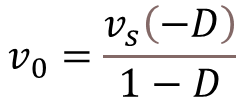 v₀ = vₛ(−D) / 1 − D